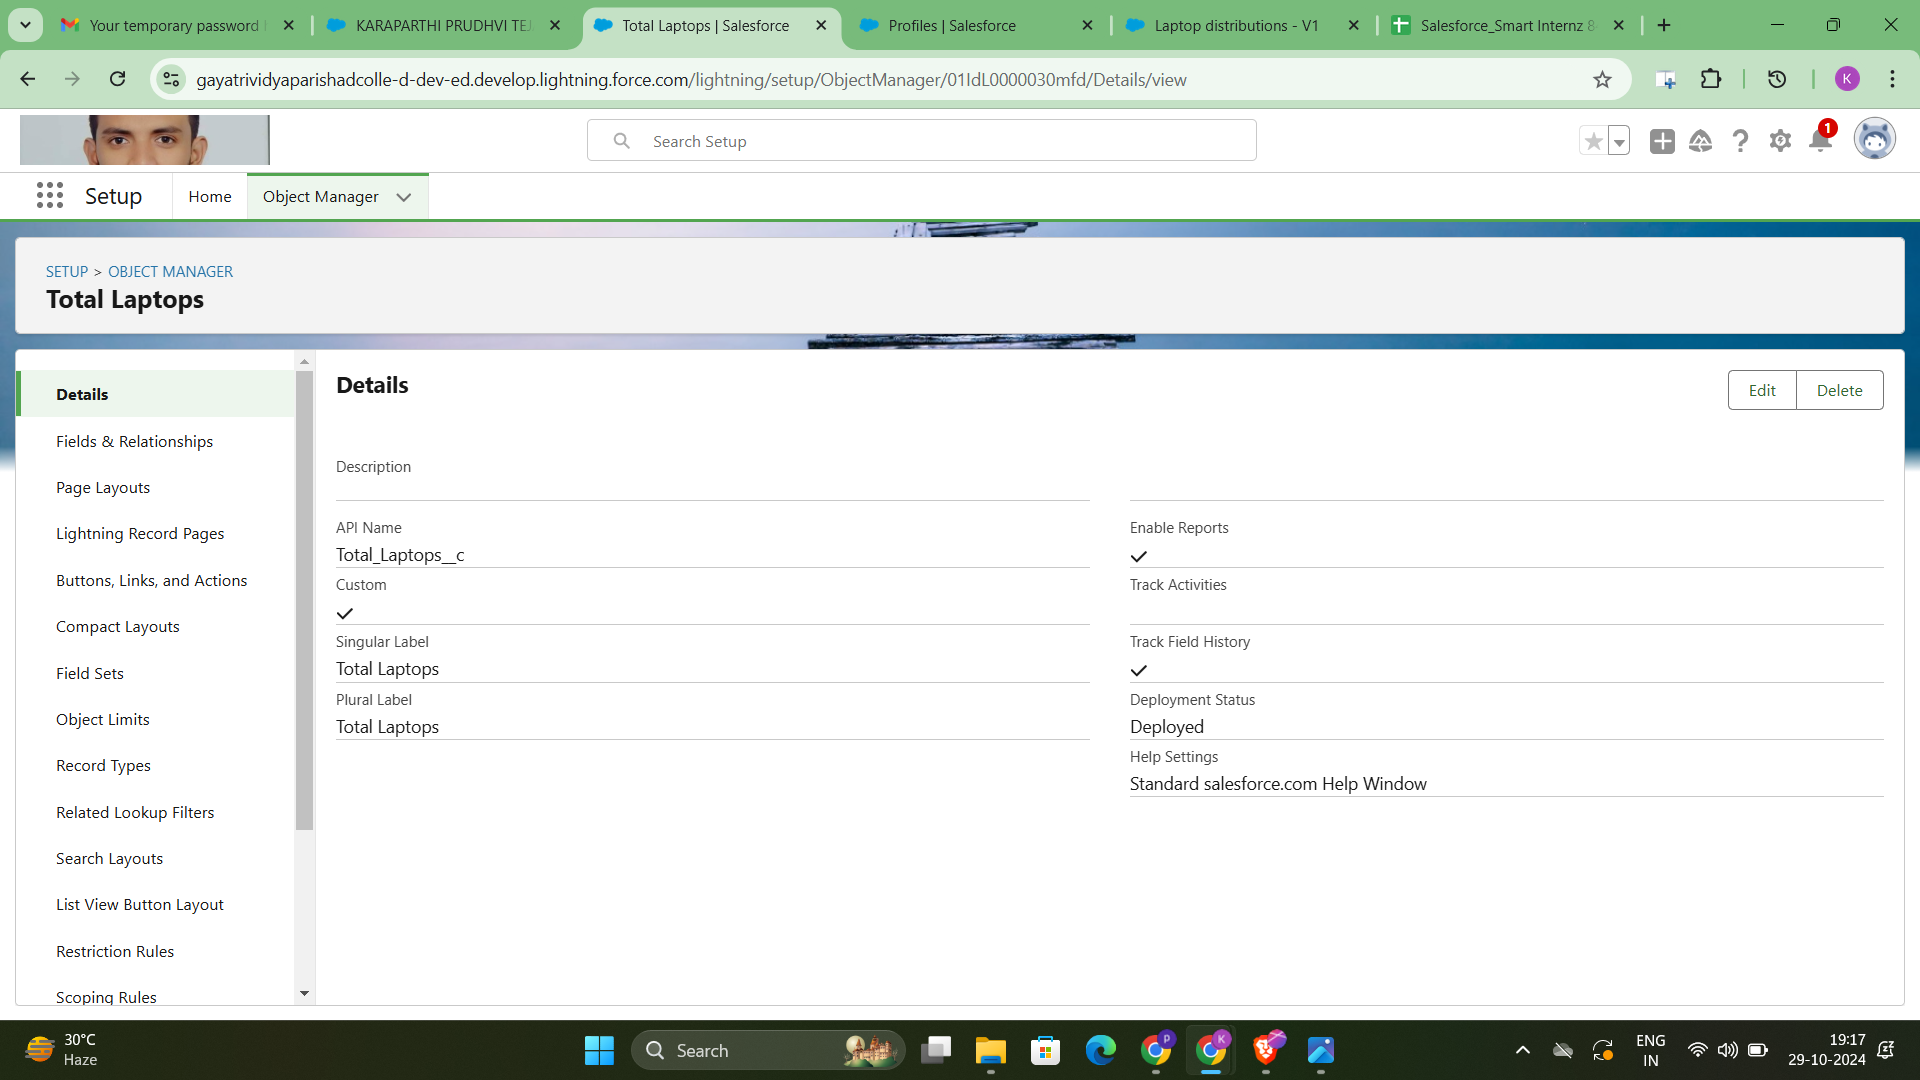 Your temporary password
KARAPARTHI PRUDHVI TEJ
Total Laptops | Salesforce
Profiles | Salesforce
Laptop distributions - V1
Salesforce_Smart Internz 8
gayatrividyaparishadcolle-d-dev-ed.develop.lightning.force.com/lightning/setup/ObjectManager/01IdL0000030mfd/Details/view
K
Search Setup
1
Setup
Home
Object Manager
SETUP > OBJECT MANAGER
Total Laptops
Details
Fields & Relationships
Page Layouts
Lightning Record Pages
Buttons, Links, and Actions
Compact Layouts
Field Sets
Object Limits
Record Types
Related Lookup Filters
Search Layouts
List View Button Layout
Restriction Rules
Scoping Rules
Details
Edit
Delete
Description
API Name
Total_Laptops__c
Custom
Singular Label
Total Laptops
Plural Label
Total Laptops
Enable Reports
Track Activities
Track Field History
Deployment Status
Deployed
Help Settings
Standard salesforce.com Help Window
30°C
Haze
Search
P
K
ENG
IN
19:17
29-10-2024